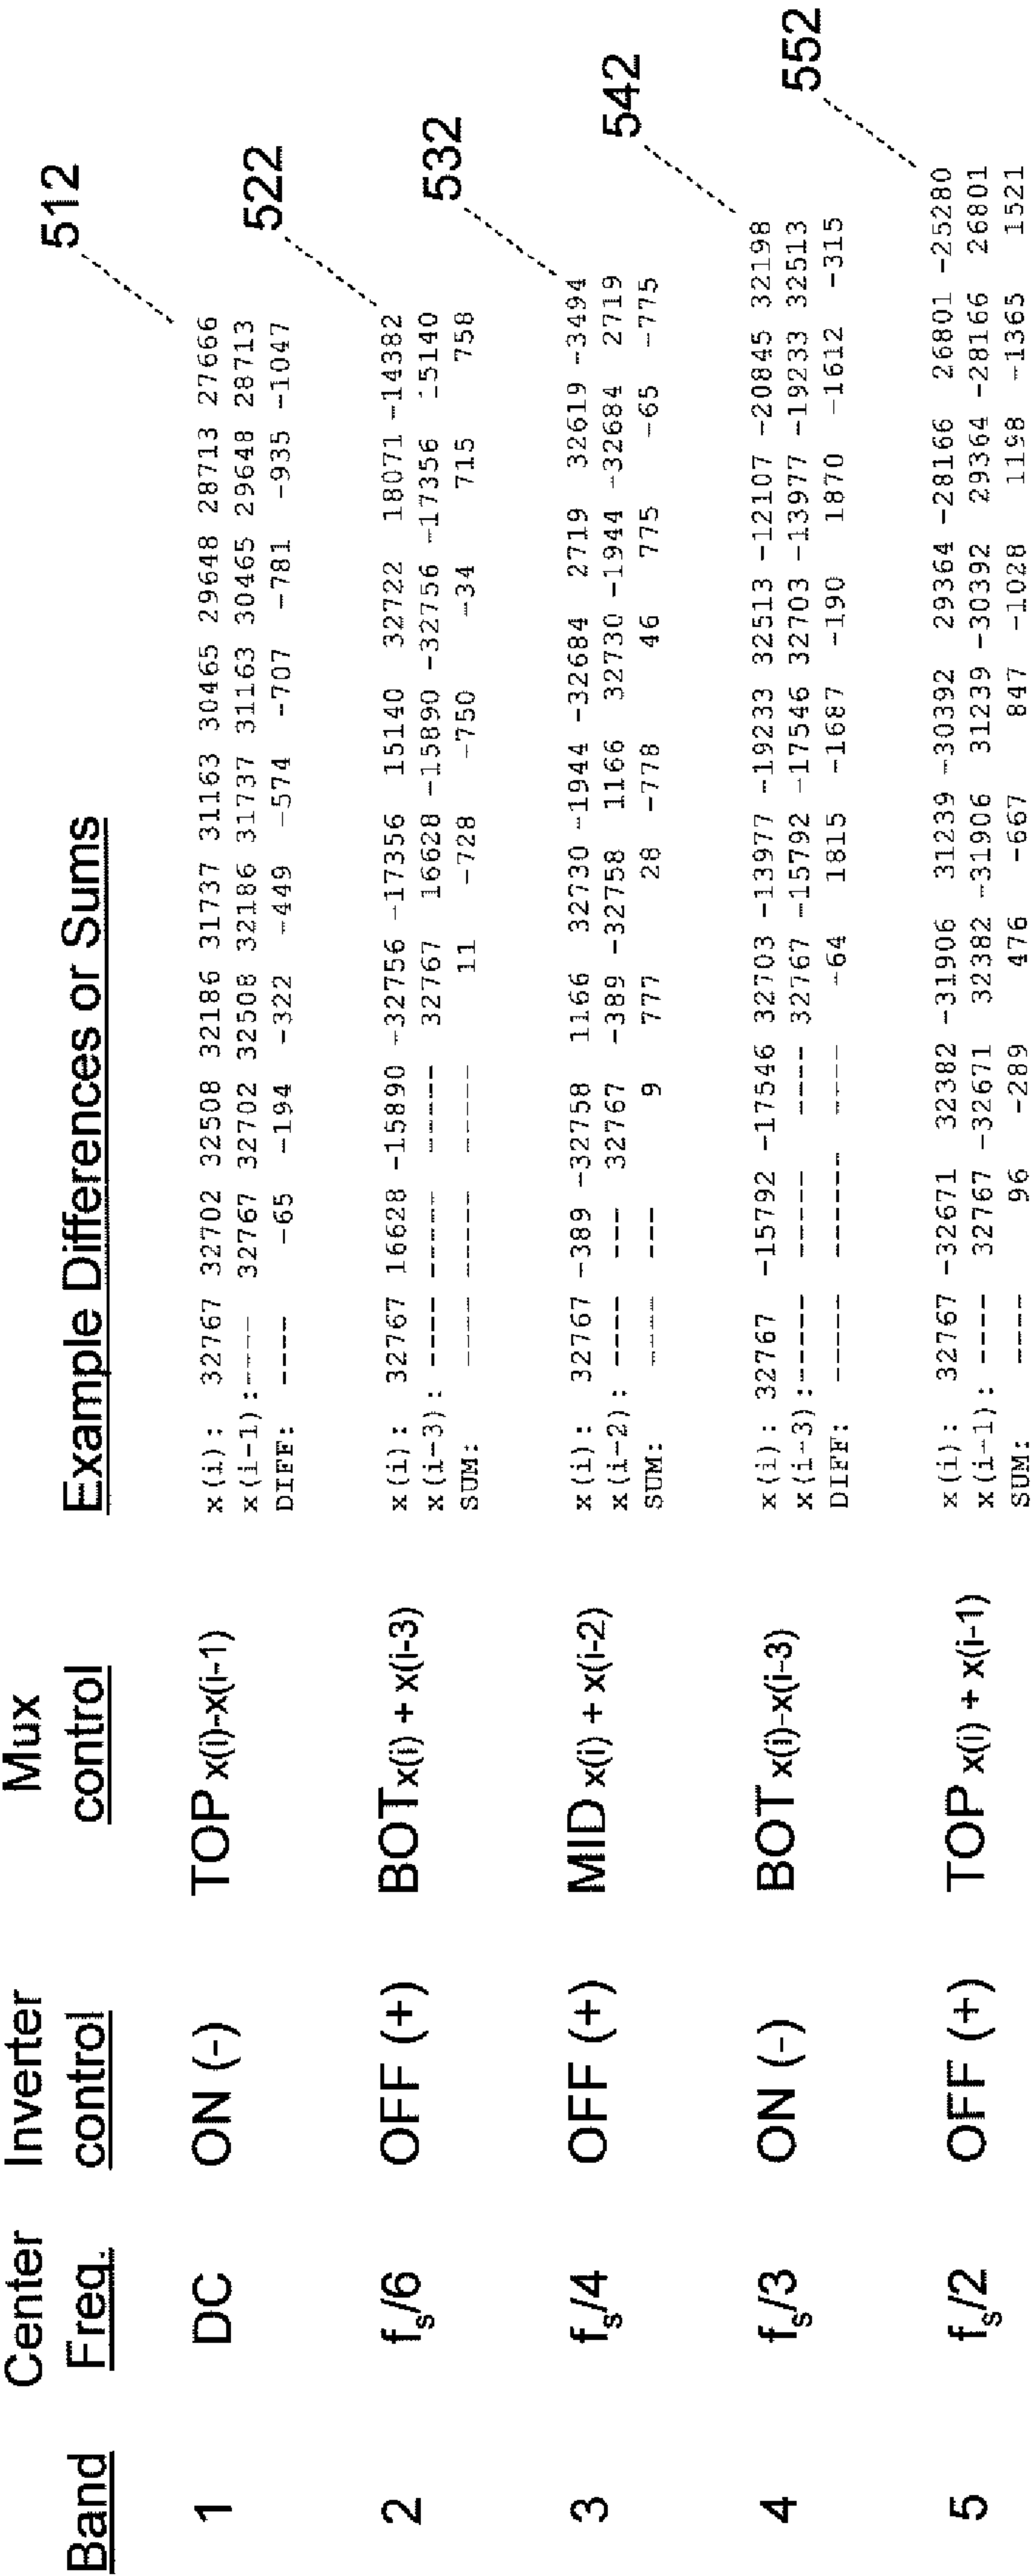 Center Inverter Mux
Band Freq. control control Example Differences or Sums
512
1 DC ON (-) TOP x(i)-x(i-1)
x(i): 32767 32702 32508 32186 31737 31163 30465 29648 28713 27666
x(i-1):---- 32767 32702 32508 32186 31737 31163 30465 29648 28713
DIFF: ---- -65 -194 -322 -449 -574 -707 -781 -935 -1047
522
2 fs/6 OFF (+) BOT x(i) + x(i-3)
x(i): 32767 16628 -15890 -32756 -17356 15140 32722 18071 -14382
x(i-3): ---- ----- ----- 32767 16628 -15890 -32756 -17356 15140
SUM: ---- ----- ----- 11 -728 -750 -34 715 758
532
3 fs/4 OFF (+) MID x(i) + x(i-2)
x(i): 32767 -389 -32758 1166 32730 -1944 -32684 2719 32619 -3494
x(i-2): ---- --- 32767 -389 -32758 1166 32730 -1944 -32684 2719
SUM: ---- --- 9 777 28 -778 46 775 -65 -775
542
4 fs/3 ON (-) BOT x(i)-x(i-3)
x(i): 32767 -15792 -17546 32703 -13977 -19233 32513 -12107 -20845 32198
x(i-3):----- ----- ---- 32767 -15792 -17546 32703 -13977 -19233 32513
DIFF: ----- ----- ---- -64 1815 -1687 -190 1870 -1612 -315
552
5 fs/2 OFF (+) TOP x(i) + x(i-1)
x(i): 32767 -32671 32382 -31906 31239 -30392 29364 -28166 26801 -25280
x(i-1): ---- 32767 -32671 32382 -31906 31239 -30392 29364 -28166 26801
SUM: ---- 96 -289 476 -667 847 -1028 1198 -1365 1521